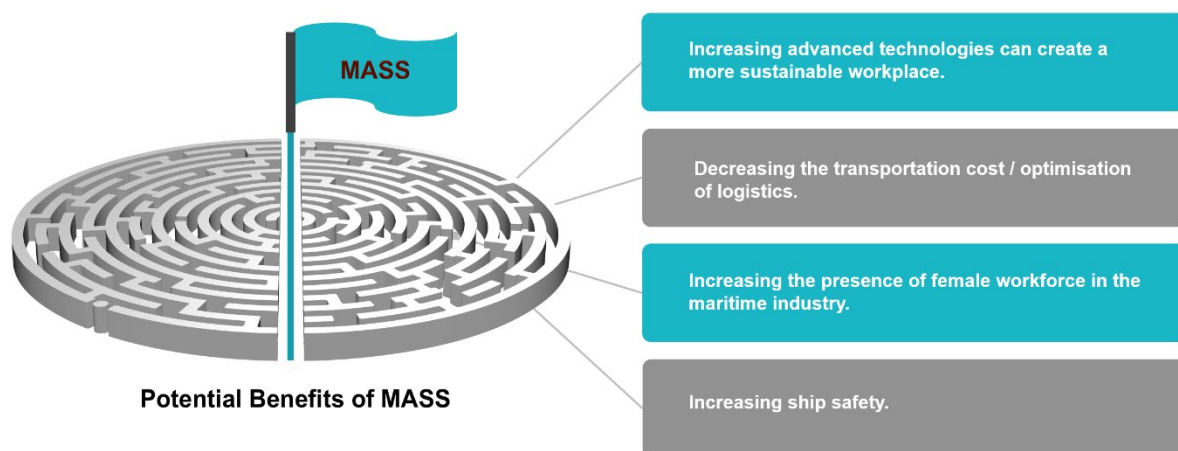 MASS
Increasing advanced technologies can create a
more sustainable workplace.
Decreasing the transportation cost / optimisation
of logistics.
Increasing the presence of female workforce in the
maritime industry.
Increasing ship safety.
Potential Benefits of MASS